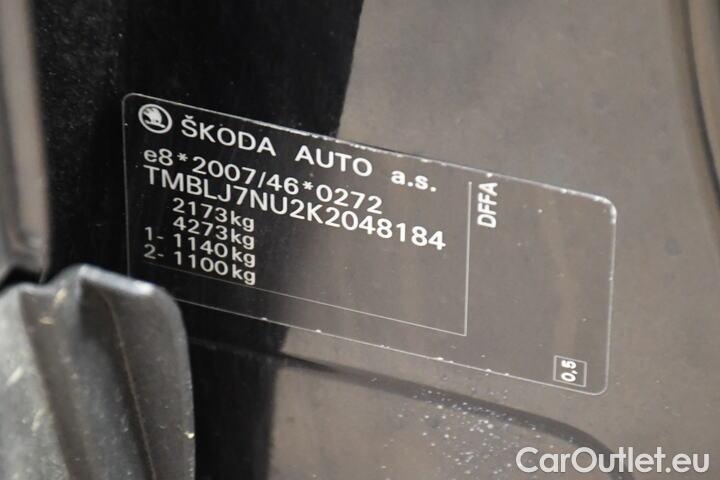 ŠKODA AUTO a.s.
e8*2007/46*0272
TMBLJ7NU2K2048184
2173kg
4273kg
1- 1140kg
2- 1100kg
DFFA
0,5
CarOutlet.eu